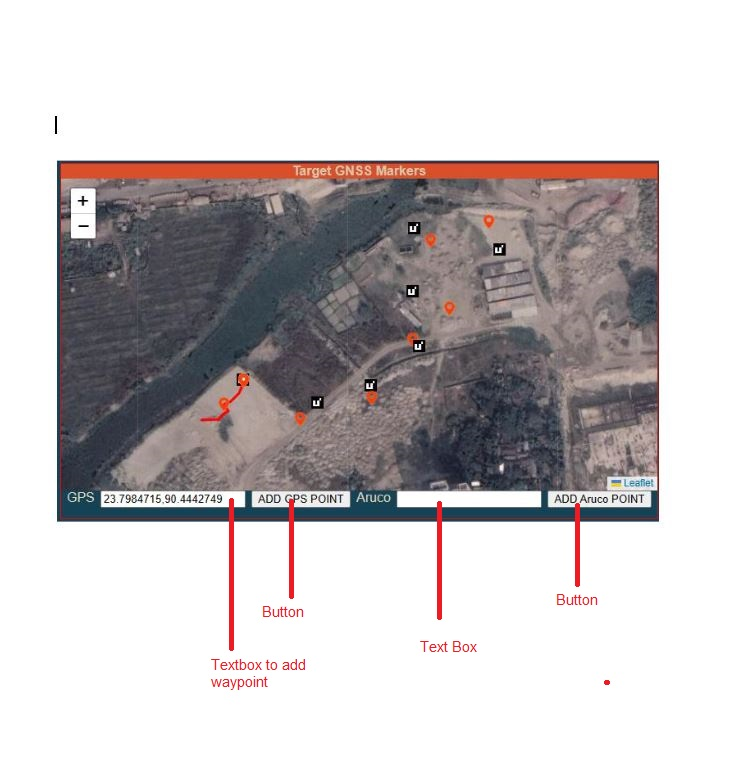 Target GNSS Markers
+
−
Leaflet
GPS 23.7984715,90.4442749 ADD GPS POINT Aruco ADD Aruco POINT
Button
Button
Text Box
Textbox to add
waypoint